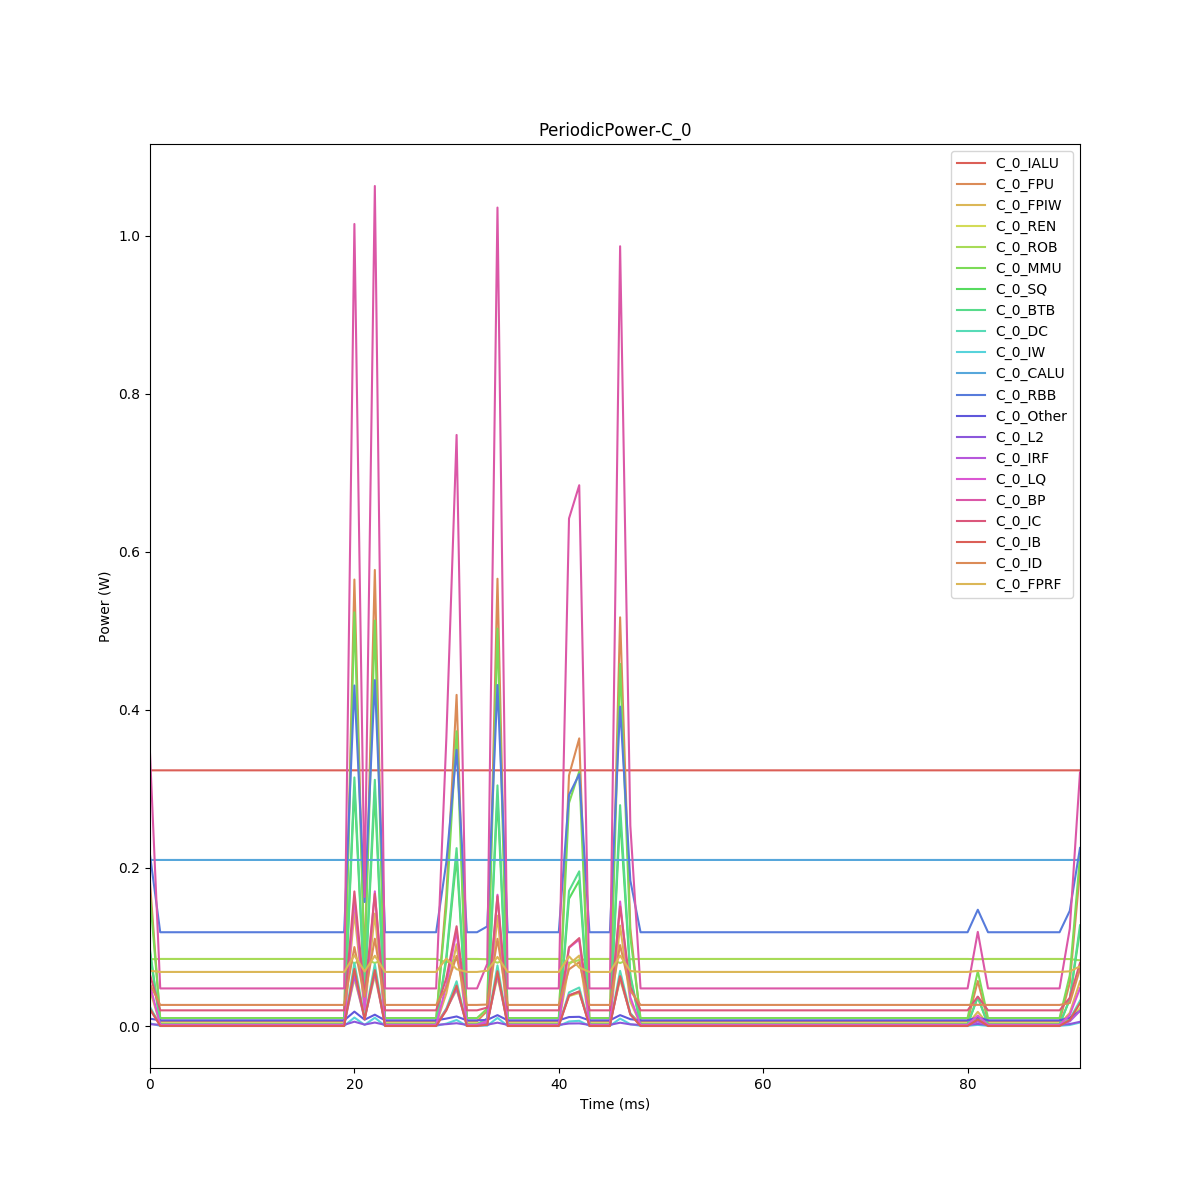 PeriodicPower-C_0
C_0_IALU
C_0_FPU
C_0_FPIW
C_0_REN
C_0_ROB
C_0_MMU
C_0_SQ
C_0_BTB
C_0_DC
C_0_IW
C_0_CALU
C_0_RBB
C_0_Other
C_0_L2
C_0_IRF
C_0_LQ
C_0_BP
C_0_IC
C_0_IB
C_0_ID
C_0_FPRF
Power (W)
1.0
0.8
0.6
0.4
0.2
0.0
0 20 40 60 80
Time (ms)